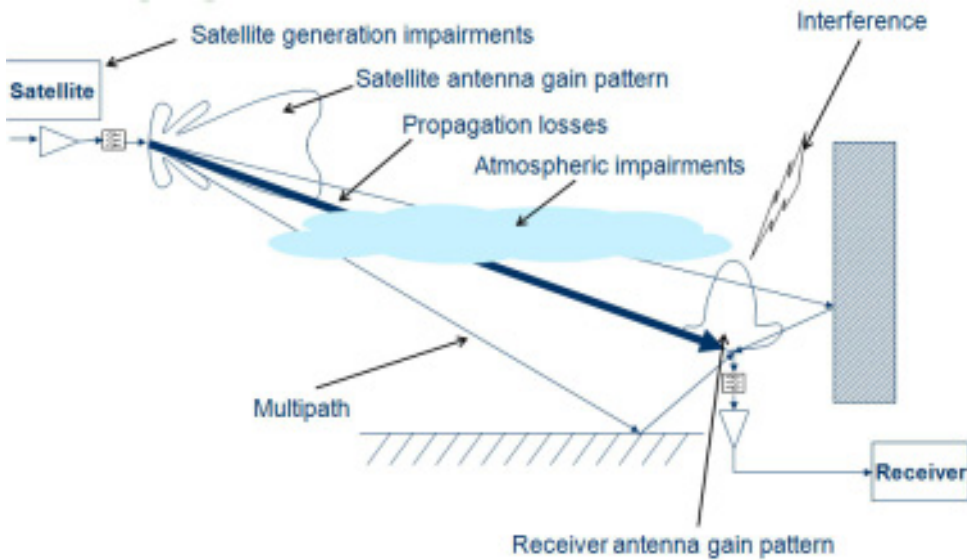 Interference
Satellite generation impairments
Satellite antenna gain pattern
Satellite
Propagation losses
Atmospheric impairments
Multipath
Receiver
Receiver antenna gain pattern